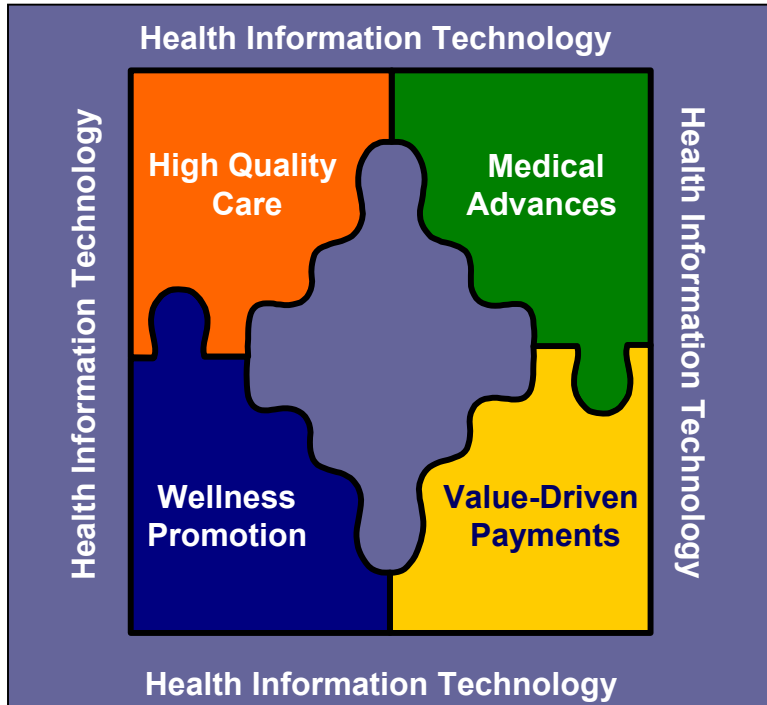 Health Information Technology
Health Information Technology
High Quality
Care
Medical
Advances
Health Information Technology
Wellness
Promotion
Value-Driven
Payments
Health Information Technology